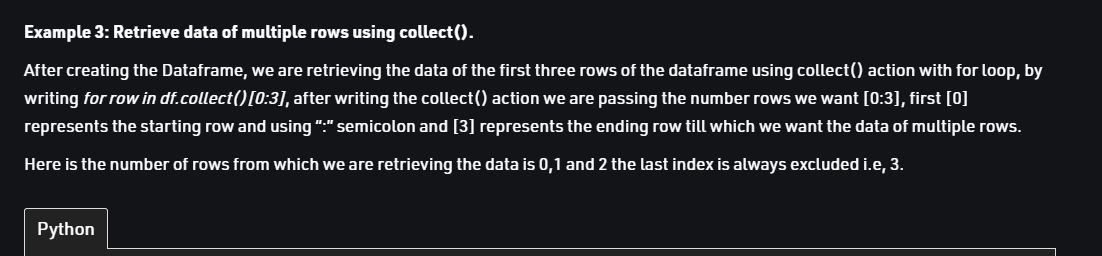 Example 3: Retrieve data of multiple rows using collect().
After creating the Dataframe, we are retrieving the data of the first three rows of the dataframe using collect() action with for loop, by
writing for row in df.collect()[0:3], after writing the collect() action we are passing the number rows we want [0:3], first [0]
represents the starting row and using “:” semicolon and [3] represents the ending row till which we want the data of multiple rows.
Here is the number of rows from which we are retrieving the data is 0,1 and 2 the last index is always excluded i.e, 3.
Python